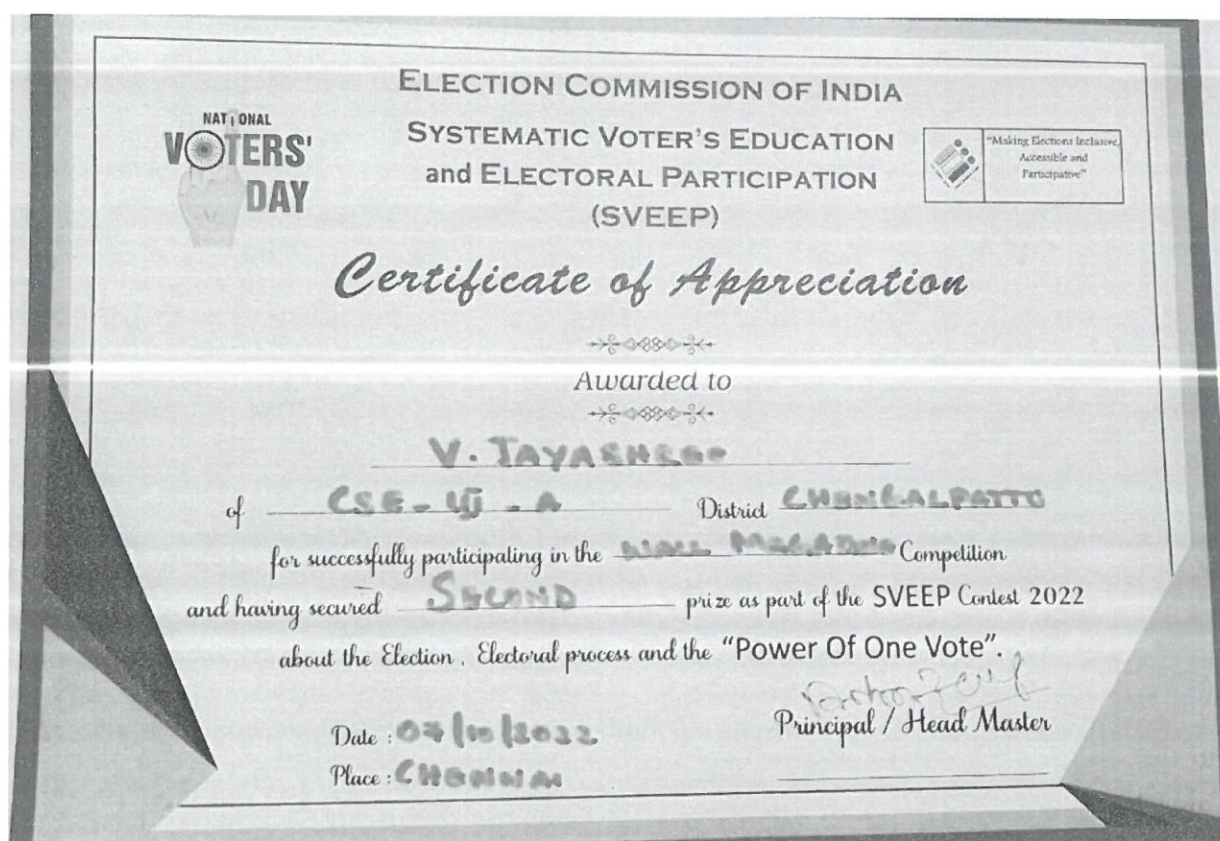 NATIONAL
VOTERS'
DAY
ELECTION COMMISSION OF INDIA
SYSTEMATIC VOTER'S EDUCATION
and ELECTORAL PARTICIPATION
(SVEEP)
"Making Elections Inclusive,
Accessible and
Participative"
Certificate of Appreciation
Awarded to
V.
of CSE - - A District CHENGALPATTU
for successfully participating in the Competition
and having secured SECOND prize as part of the SVEEP Contest 2022
about the Election, Electoral process and the "Power Of One Vote".
Principal / Head Master
Date : /10/2022
Place : CHENNAI